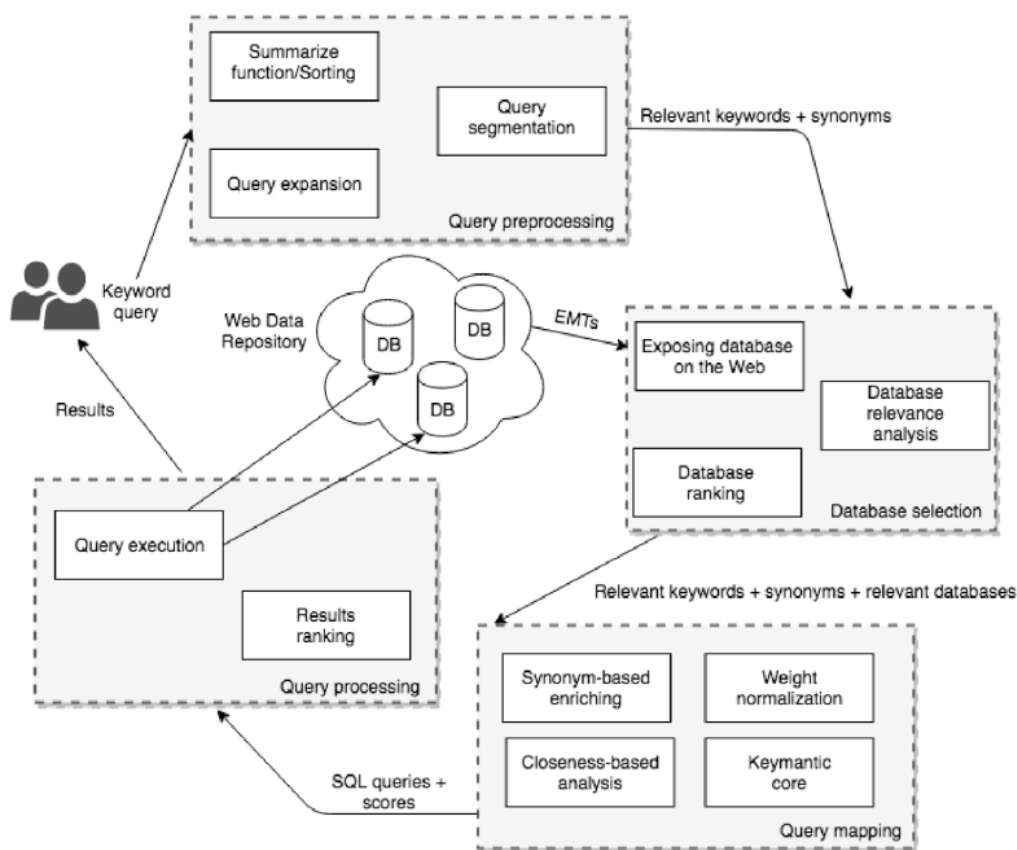 Summarize
function/Sorting
Query
segmentation
Query expansion
Query preprocessing
Relevant keywords + synonyms
Keyword
query
Web Data
Repository
DB
DB
DB
EMTs
Exposing database
on the Web
Database
relevance
analysis
Database
ranking
Database selection
Results
Query execution
Results
ranking
Query processing
Relevant keywords + synonyms + relevant databases
Synonym-based
enriching
Weight
normalization
Closeness-based
analysis
Keymantic
core
Query mapping
SQL queries +
scores